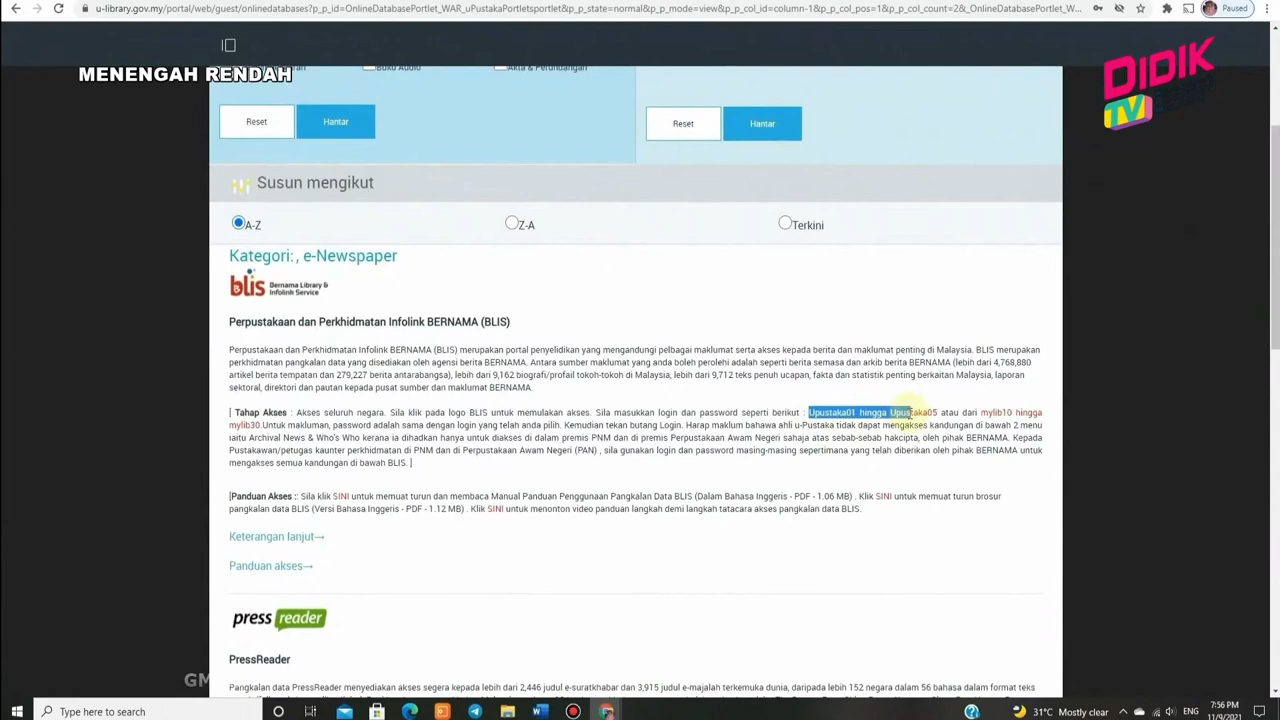 u-library.gov.my/portal/web/guest/onlinedatabases?p_p_id=OnlineDatabasePortlet_WAR_uPustakaPortletsportlet&p_p_state=normal&p_p_mode=view&p_p_col_id=column-1&p_p_col_pos=1&p_p_col_count=2&_OnlineDatabasePortlet_W...
Paused
MENENGAH RENDAH
Buku Audio
Akta & Perundangan
DIDIK
TV
Reset
Hantar
Reset
Hantar
Susun mengikut
A-Z
Z-A
Terkini
Kategori:, e-Newspaper
blis Bernama Library &
Infolink Service
Perpustakaan dan Perkhidmatan Infolink BERNAMA (BLIS)
Perpustakaan dan Perkhidmatan Infolink BERNAMA (BLIS) merupakan portal penyelidikan yang mengandungi pelbagai maklumat serta akses kepada berita dan maklumat penting di Malaysia. BLIS merupakan
perkhidmatan pangkalan data yang disediakan oleh agensi berita BERNAMA. Antara sumber maklumat yang anda boleh perolehi adalah seperti berita semasa dan arkib berita BERNAMA (lebih dari 4,768,880
artikel berita tempatan dan 279,227 berita antarabangsa), lebih dari 9,162 biografi/profail tokoh-tokoh di Malaysia, lebih dari 9,712 teks penuh ucapan, fakta dan statistik penting berkaitan Malaysia, laporan
sektoral, direktori dan pautan kepada pusat sumber dan maklumat BERNAMA.
[ Tahap Akses : Akses seluruh negara. Sila klik pada logo BLIS untuk memulakan akses. Sila masukkan login dan password seperti berikut : Upustaka01 hingga Upustaka05 atau dari mylib10 hingga
mylib30.Untuk makluman, password adalah sama dengan login yang telah anda pilih. Kemudian tekan butang Login. Harap maklum bahawa ahli u-Pustaka tidak dapat mengakses kandungan di bawah 2 menu
iaitu Archival News & Who's Who kerana ia dihadkan hanya untuk diakses di dalam premis PNM dan di premis Perpustakaan Awam Negeri sahaja atas sebab-sebab hakcipta, oleh pihak BERNAMA. Kepada
Pustakawan/petugas kaunter perkhidmatan di PNM dan di Perpustakaan Awam Negeri (PAN) , sila gunakan login dan password masing-masing sepertimana yang telah diberikan oleh pihak BERNAMA untuk
mengakses semua kandungan di bawah BLIS. ]
[Panduan Akses :: Sila klik SINI untuk memuat turun dan membaca Manual Panduan Penggunaan Pangkalan Data BLIS (Dalam Bahasa Inggeris - PDF - 1.06 MB) . Klik SINI untuk memuat turun brosur
pangkalan data BLIS (Versi Bahasa Inggeris - PDF - 1.12 MB) . Klik SINI untuk menonton video panduan langkah demi langkah tatacara akses pangkalan data BLIS.
Keterangan lanjut→
Panduan akses→
press reader
PressReader
Pangkalan data PressReader menyediakan akses segera kepada lebih dari 2,446 judul e-suratkhabar dan 3,915 judul e-majalah terkemuka dunia, daripada lebih 152 negara dalam 56 bahasa dalam format teks
GM
Type here to search
31°C Mostly clear
ENG
7:56 PM
11/9/2021